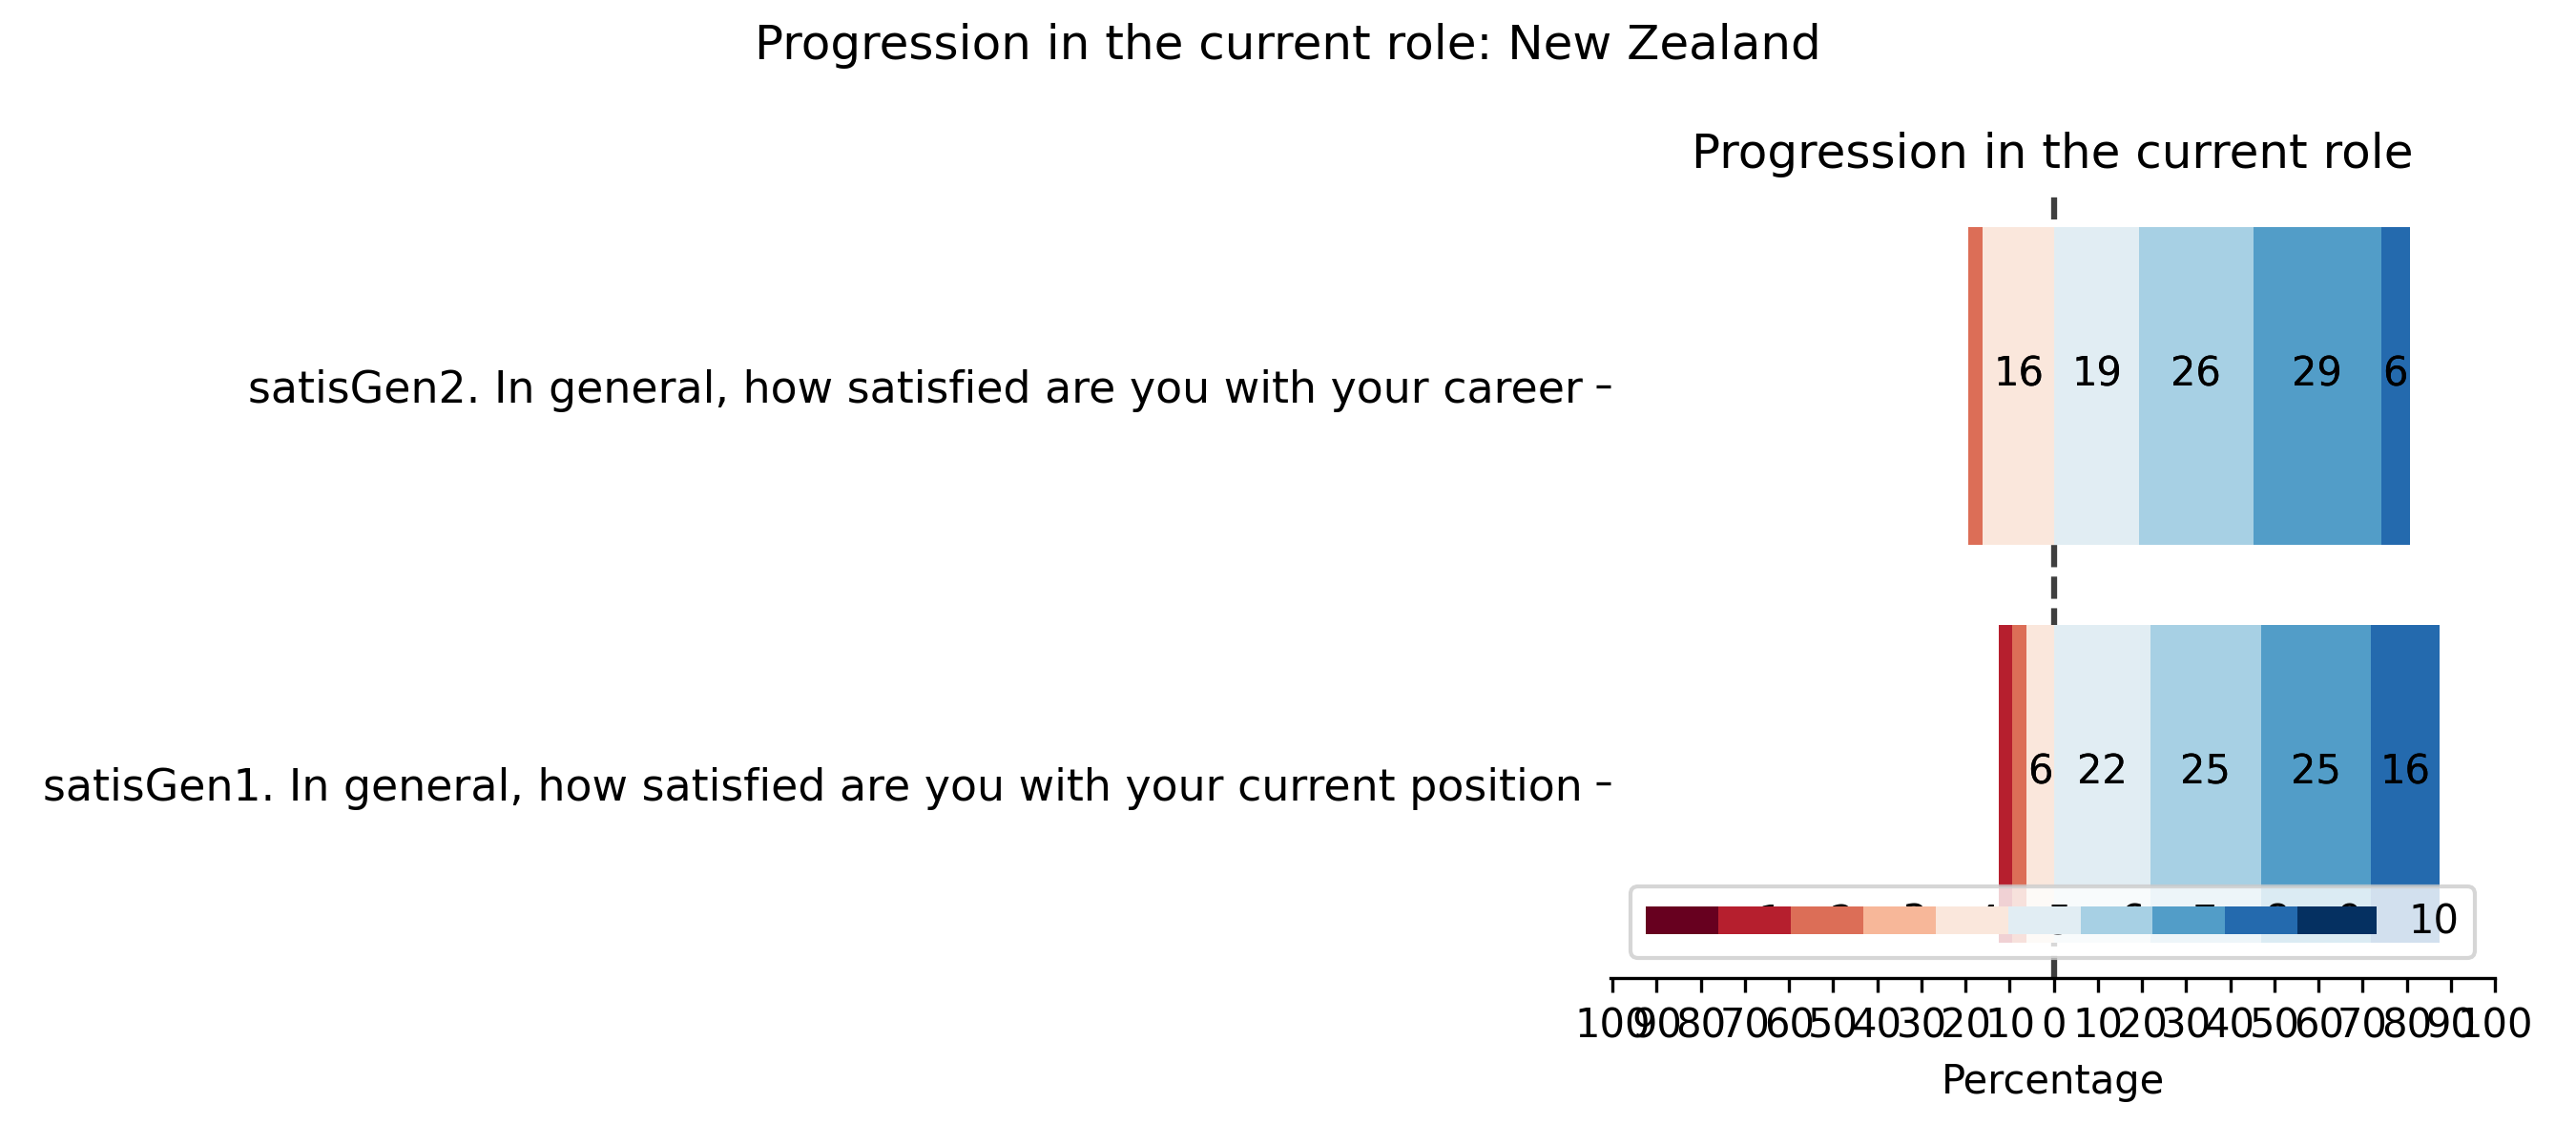 Progression in the current role: New Zealand
Progression in the current role
satisGen2. In general, how satisfied are you with your career
16 19 26 29 6
satisGen1. In general, how satisfied are you with your current position
6 22 25 25 16
10
100 90 80 70 60 50 40 30 20 10 0 10 20 30 40 50 60 70 80 90 100
Percentage